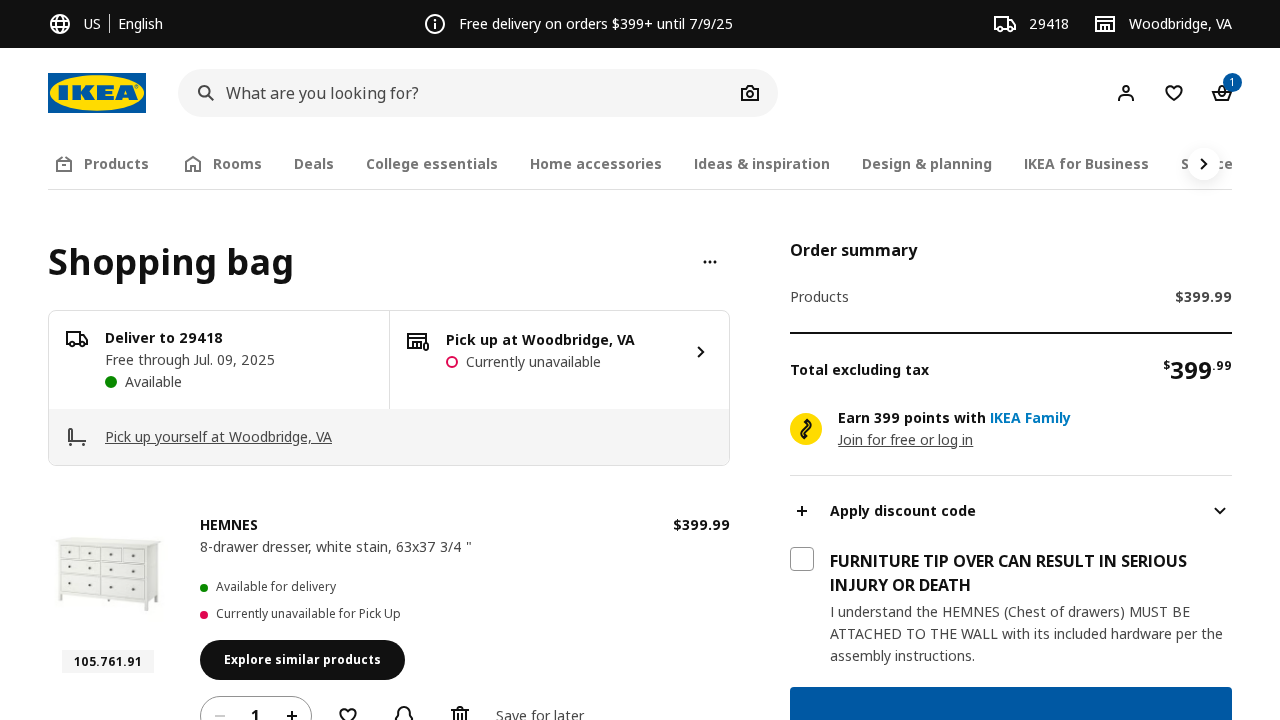 US
English
Free delivery on orders $399+ until 7/9/25
29418
Woodbridge, VA
IKEA
What are you looking for?
1
Products
Rooms
Deals
College essentials
Home accessories
Ideas & inspiration
Design & planning
IKEA for Business
Shopping bag
Deliver to 29418
Free through Jul. 09, 2025
Available
Pick up at Woodbridge, VA
Currently unavailable
Pick up yourself at Woodbridge, VA
HEMNES
$399.99
8-drawer dresser, white stain, 63x37 3/4 "
Available for delivery
Currently unavailable for Pick Up
105.761.91
Explore similar products
1
Save for later
Order summary
Products
$399.99
Total excluding tax
$399.99
Earn 399 points with IKEA Family
Join for free or log in
Apply discount code
FURNITURE TIP OVER CAN RESULT IN SERIOUS
INJURY OR DEATH
I understand the HEMNES (Chest of drawers) MUST BE
ATTACHED TO THE WALL with its included hardware per the
assembly instructions.